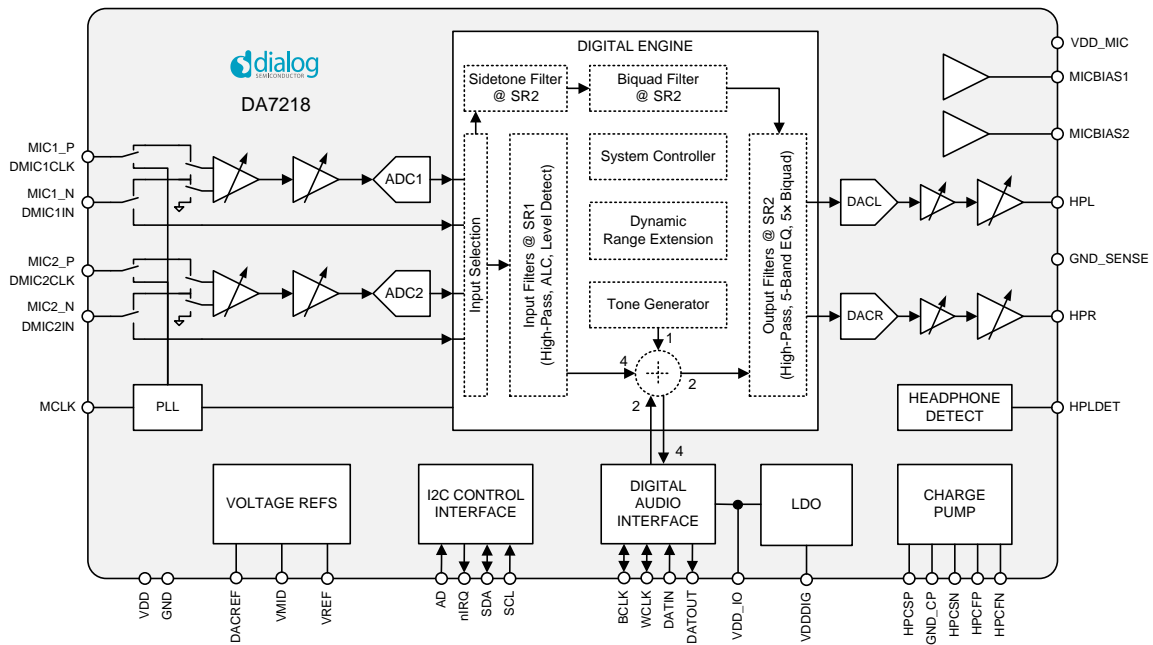 dialog
SEMICONDUCTOR
DA7218
DIGITAL ENGINE
Sidetone Filter
@ SR2
Biquad Filter
@ SR2
System Controller
Dynamic
Range Extension
Tone Generator
Input Selection
Input Filters @ SR1
(High-Pass, ALC, Level Detect)
Output Filters @ SR2
(High-Pass, 5-Band EQ, 5x Biquad)
1
4
2
2
4
MIC1_P
DMIC1CLK
MIC1_N
DMIC1IN
MIC2_P
DMIC2CLK
MIC2_N
DMIC2IN
MCLK
ADC1
ADC2
PLL
DACL
DACR
VDD_MIC
MICBIAS1
MICBIAS2
HPL
GND_SENSE
HPR
HPLDET
HEADPHONE
DETECT
VOLTAGE REFS
I2C CONTROL
INTERFACE
DIGITAL
AUDIO
INTERFACE
LDO
CHARGE
PUMP
VDD
GND
DACREF
VMID
VREF
AD
nIRQ
SDA
SCL
BCLK
WCLK
DATIN
DATOUT
VDD_IO
VDDDIG
HPCSP
GND_CP
HPCSN
HPCFP
HPCFN